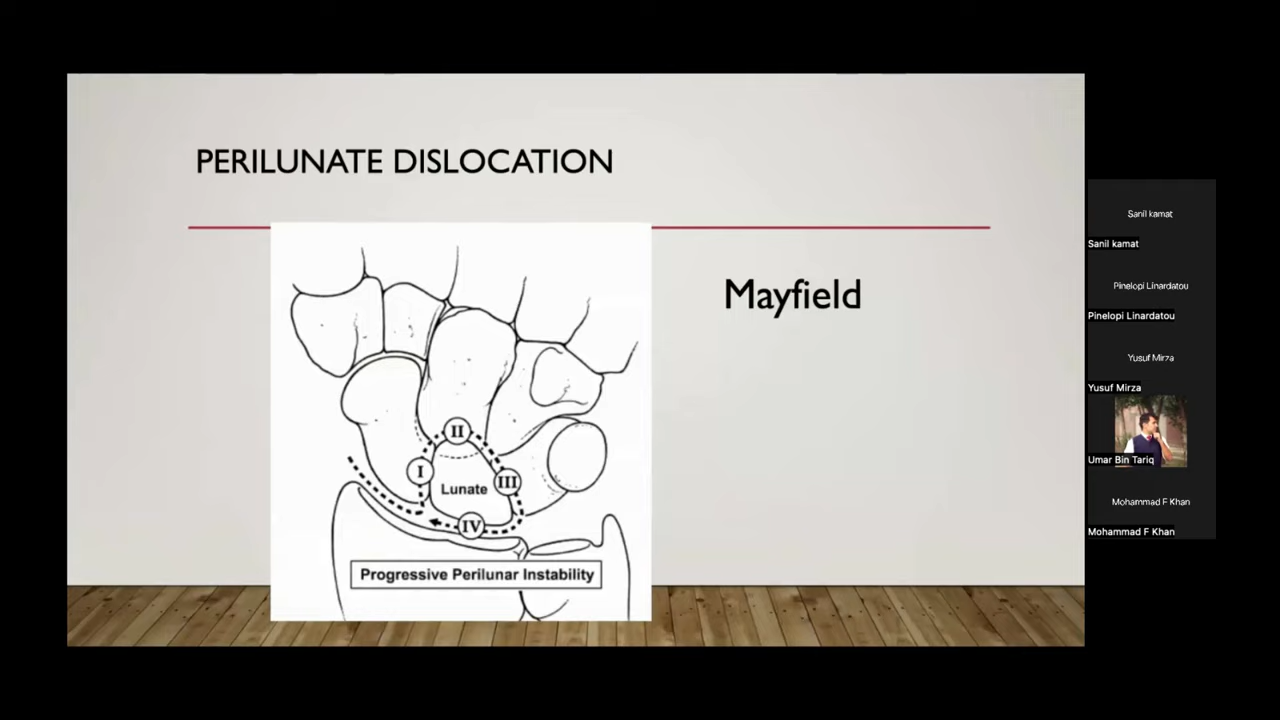 PERILUNATE DISLOCATION
Mayfield
II
I
III
Lunate
IV
Progressive Perilunar Instability
Sanil kamat
Sanil kamat
Pinelopi Linardatou
Pinelopi Linardatou
Yusuf Mirza
Yusuf Mirza
Umar Bin Tariq
Mohammad F Khan
Mohammad F Khan